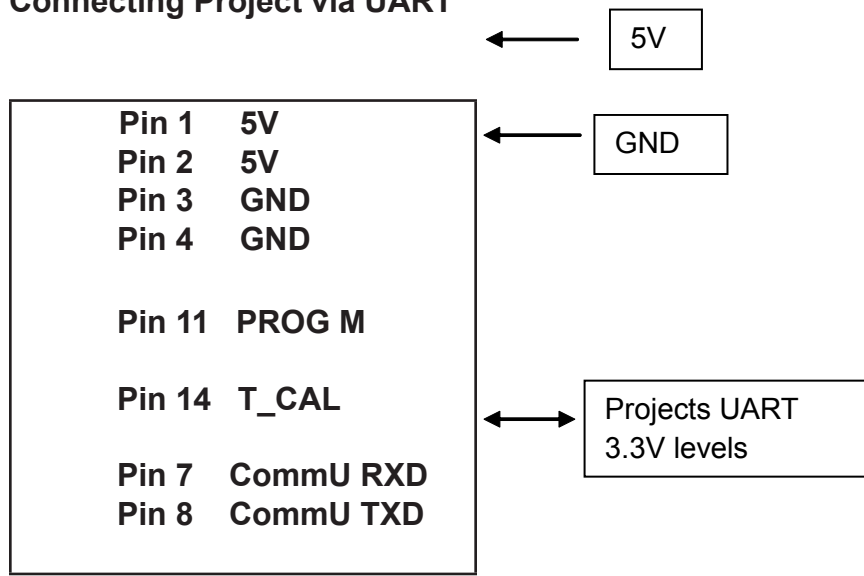 Connecting Project via UART
5V
GND
Pin 1 5V
Pin 2 5V
Pin 3 GND
Pin 4 GND
Pin 11 PROG M
Pin 14 T_CAL
Projects UART
3.3V levels
Pin 7 CommU RXD
Pin 8 CommU TXD